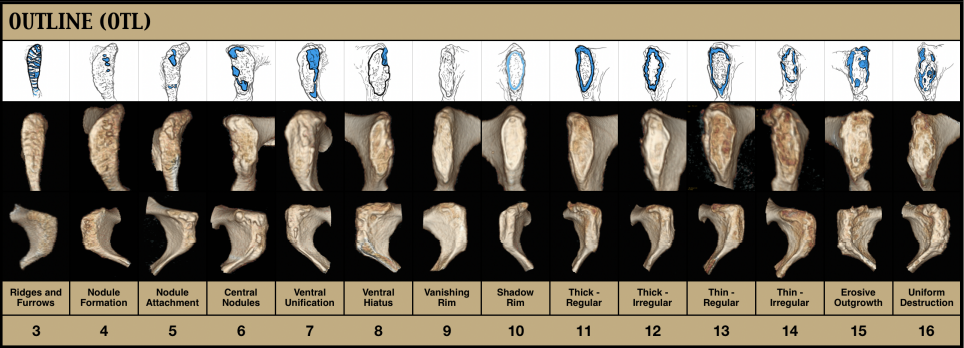 OUTLINE (OTL)
Ridges and Furrows
Nodule Formation
Nodule Attachment
Central Nodules
Ventral Unification
Ventral Hiatus
Vanishing Rim
Shadow Rim
Thick - Regular
Thick - Irregular
Thin - Regular
Thin - Irregular
Erosive Outgrowth
Uniform Destruction
3 4 5 6 7 8 9 10 11 12 13 14 15 16